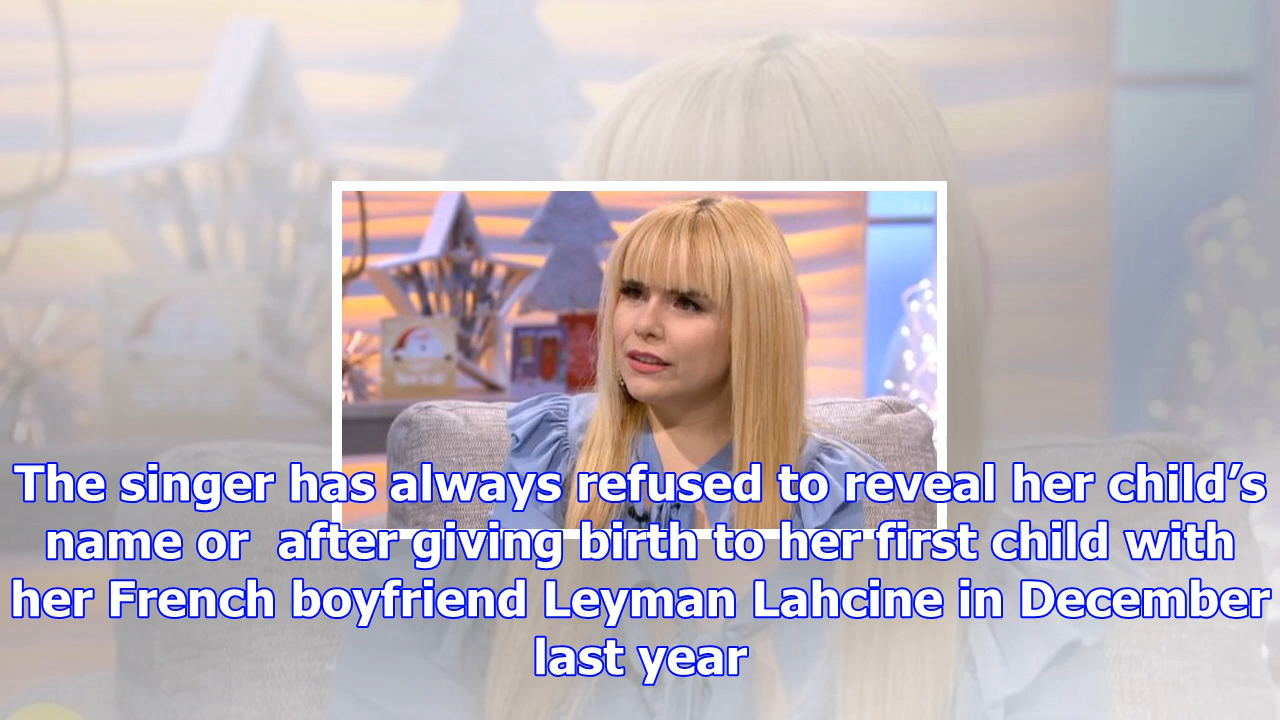 The singer has always refused to reveal her child’s
name or  after giving birth to her first child with
her French boyfriend Leyman Lahcine in December
last year